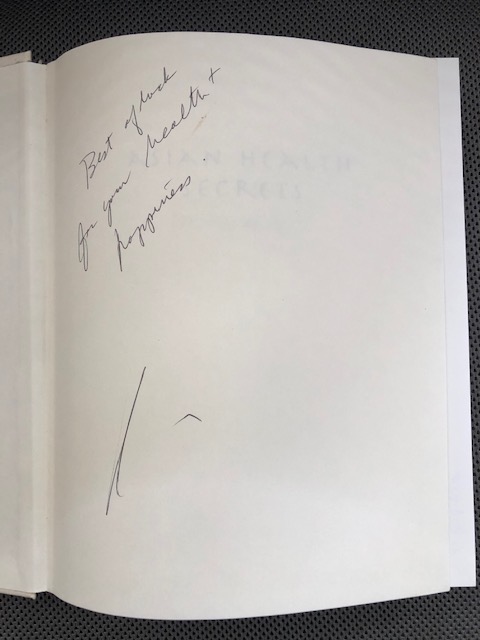 Best of luck
for your health +
happiness.
ASIAN HEALTH
SECRETS